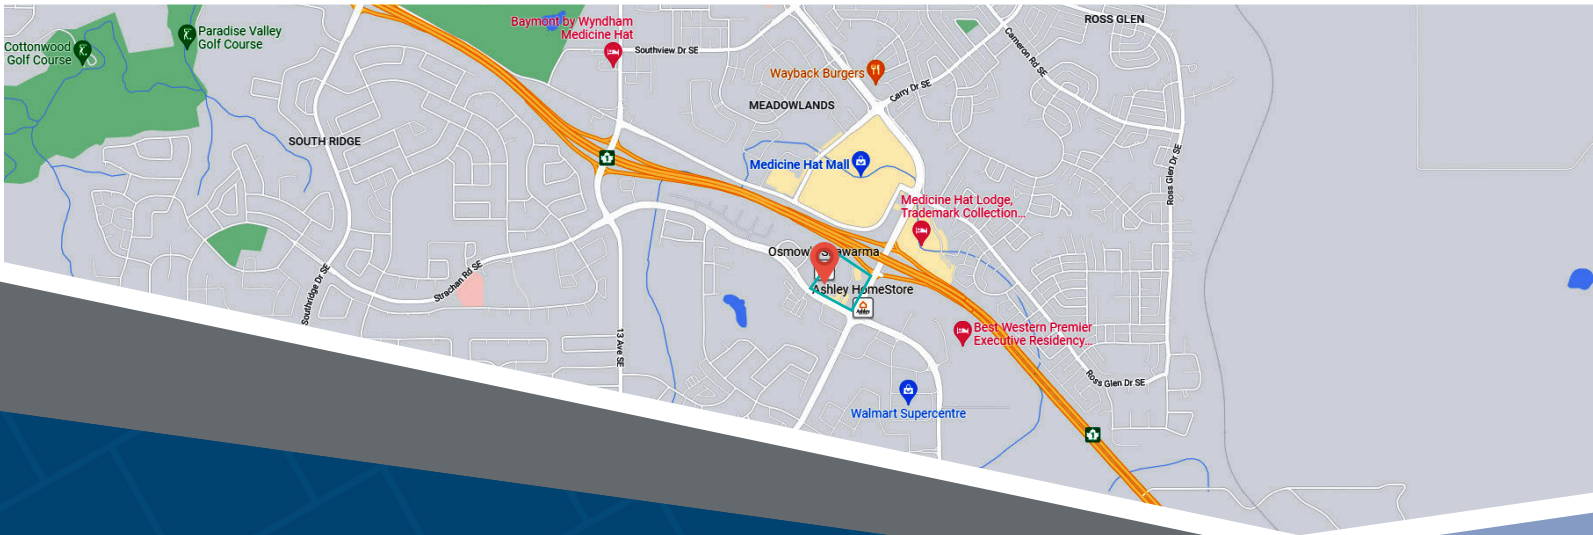 ROSS GLEN
Baymont by Wyndham
Medicine Hat
Paradise Valley
Golf Course
Cottonwood
Golf Course
Southview Dr SE
Cameron Rd SE
Wayback Burgers
Carry Dr SE
MEADOWLANDS
SOUTH RIDGE
1
Medicine Hat Mall
Ross Glen Dr SE
Medicine Hat Lodge,
Trademark Collection...
Strachan Rd SE
Southridge Dr SE
Ashley HomeStore
Ashley
13 Ave SE
Best Western Premier
Executive Residency...
Ross Glen Dr SE
Walmart Supercentre
1